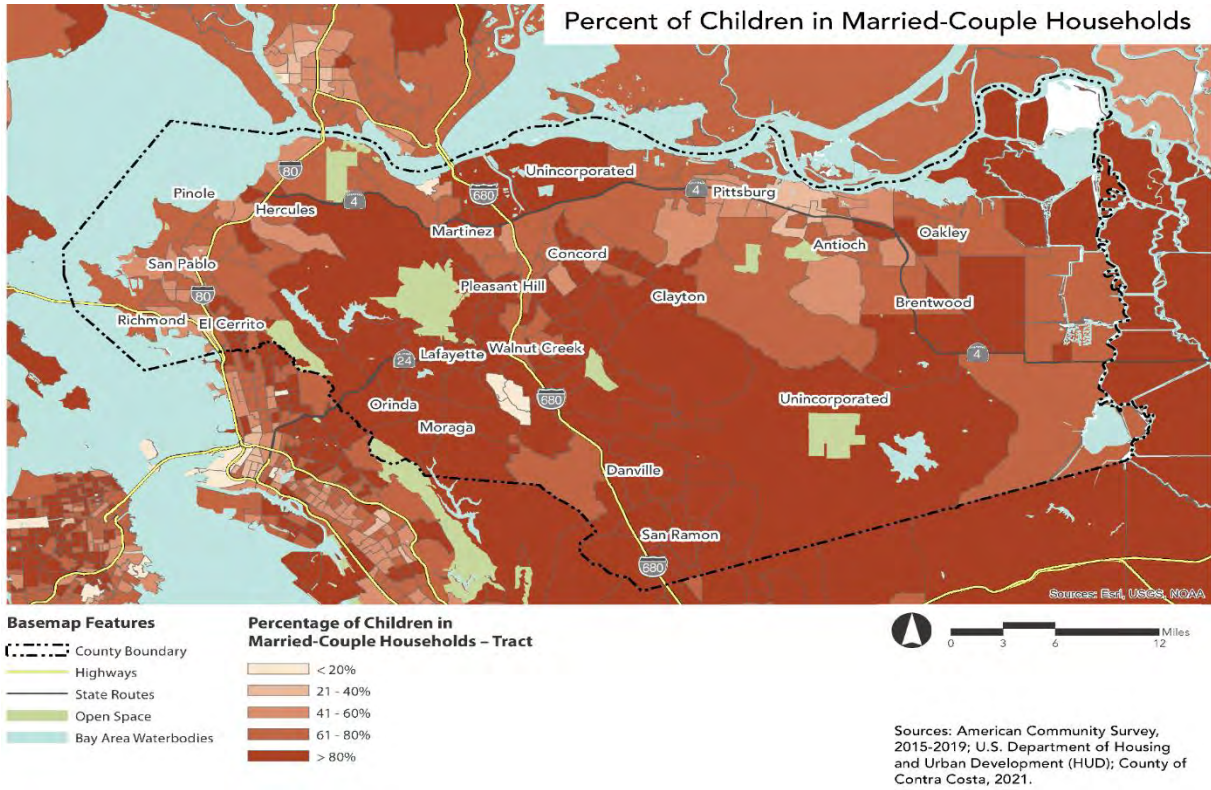 Percent of Children in Married-Couple Households
80
Unincorporated
Pinole
680
4
Pittsburg
4
Hercules
Martinez
Oakley
Antioch
Concord
San Pablo
Pleasant Hill
80
Clayton
Brentwood
Richmond
El Cerrito
Lafayette
Walnut Creek
24
4
Orinda
680
Unincorporated
Moraga
Danville
San Ramon
680
Sources: Esri, USGS, NOAA
Basemap Features
County Boundary
Highways
State Routes
Open Space
Bay Area Waterbodies
Percentage of Children in
Married-Couple Households – Tract
< 20%
21 - 40%
41 - 60%
61 - 80%
> 80%
Miles
0 3 6 12
Sources: American Community Survey,
2015-2019; U.S. Department of Housing
and Urban Development (HUD); County of
Contra Costa, 2021.